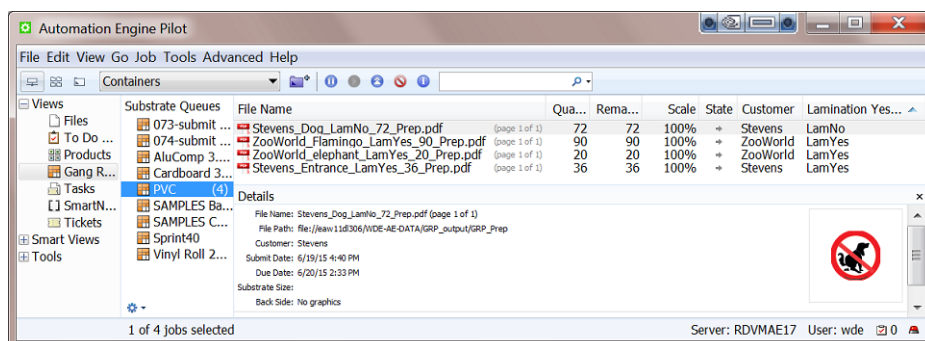 Automation Engine Pilot
File Edit View Go Job Tools Advanced Help
Containers
Views
Files
To Do ...
Products
Gang R...
Tasks
SmartN...
Tickets
Smart Views
Tools
Substrate Queues
073-submit ...
074-submit ...
AluComp 3....
Cardboard 3...
PVC (4)
SAMPLES Ba...
SAMPLES C...
Sprint40
Vinyl Roll 2...
File Name Qua... Rema... Scale State Customer Lamination Yes...
Stevens_Dog_LamNo_72_Prep.pdf (page 1 of 1) 72 72 100% Stevens LamNo
ZooWorld_Flamingo_LamYes_90_Prep.pdf (page 1 of 1) 90 90 100% ZooWorld LamYes
ZooWorld_elephant_LamYes_20_Prep.pdf (page 1 of 1) 20 20 100% ZooWorld LamYes
Stevens_Entrance_LamYes_36_Prep.pdf (page 1 of 1) 36 36 100% Stevens LamYes
Details
File Name: Stevens_Dog_LamNo_72_Prep.pdf (page 1 of 1)
File Path: file://eaw11dl306/WDE-AE-DATA/GRP_output/GRP_Prep
Customer: Stevens
Submit Date: 6/19/15 4:40 PM
Due Date: 6/20/15 2:33 PM
Substrate Size:
Back Side: No graphics
1 of 4 jobs selected
Server: RDVMAE17 User: wde 0